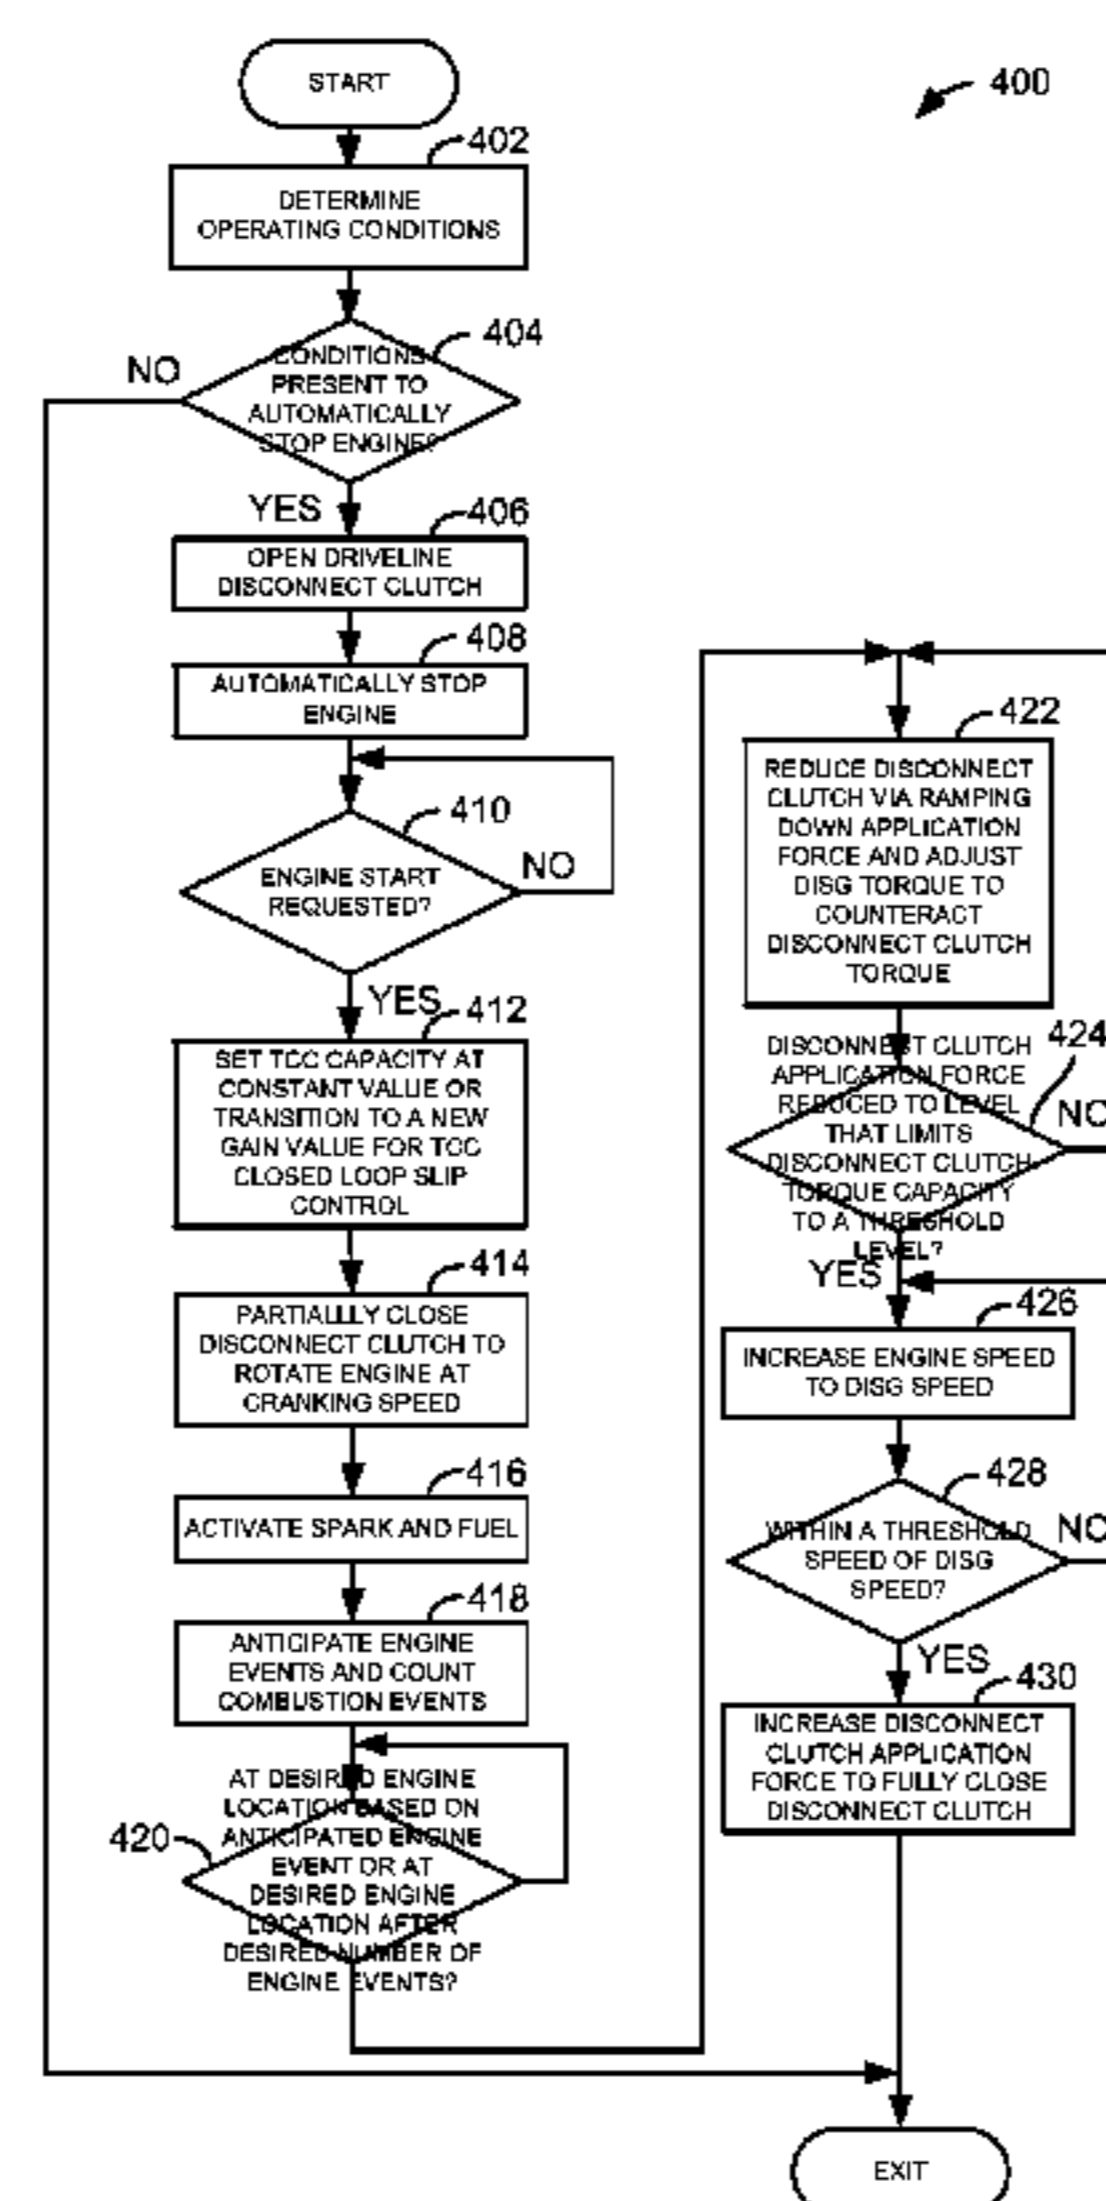 START
400
402
DETERMINE
OPERATING CONDITIONS
404
NO
CONDITIONS
PRESENT TO
AUTOMATICALLY
STOP ENGINE?
YES
406
OPEN DRIVELINE
DISCONNECT CLUTCH
408
AUTOMATICALLY STOP
ENGINE
410
ENGINE START
REQUESTED?
NO
YES
412
SET TCC CAPACITY AT
CONSTANT VALUE OR
TRANSITION TO A NEW
GAIN VALUE FOR TCC
CLOSED LOOP SLIP
CONTROL
414
PARTIALLLY CLOSE
DISCONNECT CLUTCH TO
ROTATE ENGINE AT
CRANKING SPEED
416
ACTIVATE SPARK AND FUEL
418
ANTICIPATE ENGINE
EVENTS AND COUNT
COMBUSTION EVENTS
420
AT DESIRED ENGINE
LOCATION BASED ON
ANTICIPATED ENGINE
EVENT OR AT
DESIRED ENGINE
LOCATION AFTER
DESIRED NUMBER OF
ENGINE EVENTS?
422
REDUCE DISCONNECT
CLUTCH VIA RAMPING
DOWN APPLICATION
FORCE AND ADJUST
DISG TORQUE TO
COUNTERACT
DISCONNECT CLUTCH
TORQUE
424
DISCONNECT CLUTCH
APPLICATION FORCE
REDUCED TO LEVEL
THAT LIMITS
DISCONNECT CLUTCH
TORQUE CAPACITY
TO A THRESHOLD
LEVEL?
NO
YES
426
INCREASE ENGINE SPEED
TO DISG SPEED
428
WITHIN A THRESHOLD
SPEED OF DISG
SPEED?
NO
YES
430
INCREASE DISCONNECT
CLUTCH APPLICATION
FORCE TO FULLY CLOSE
DISCONNECT CLUTCH
EXIT